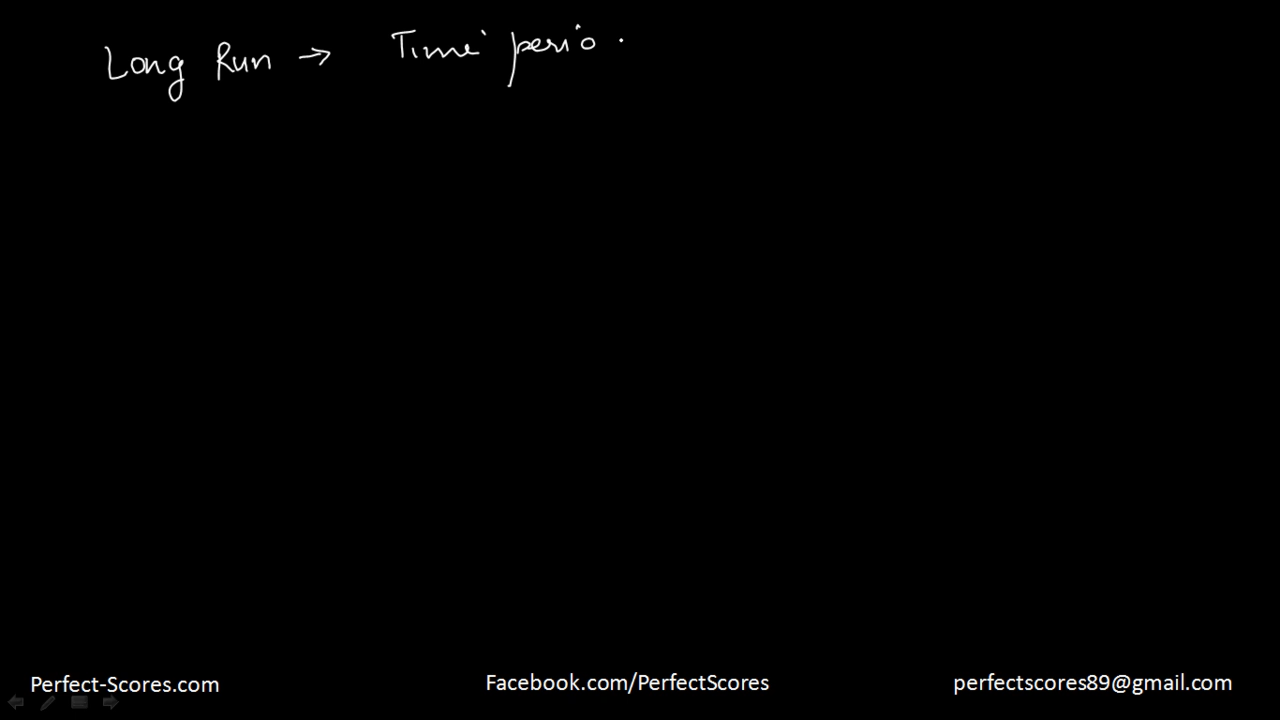 Long Run → Time perio
Perfect-Scores.com
Facebook.com/PerfectScores
perfectscores89@gmail.com